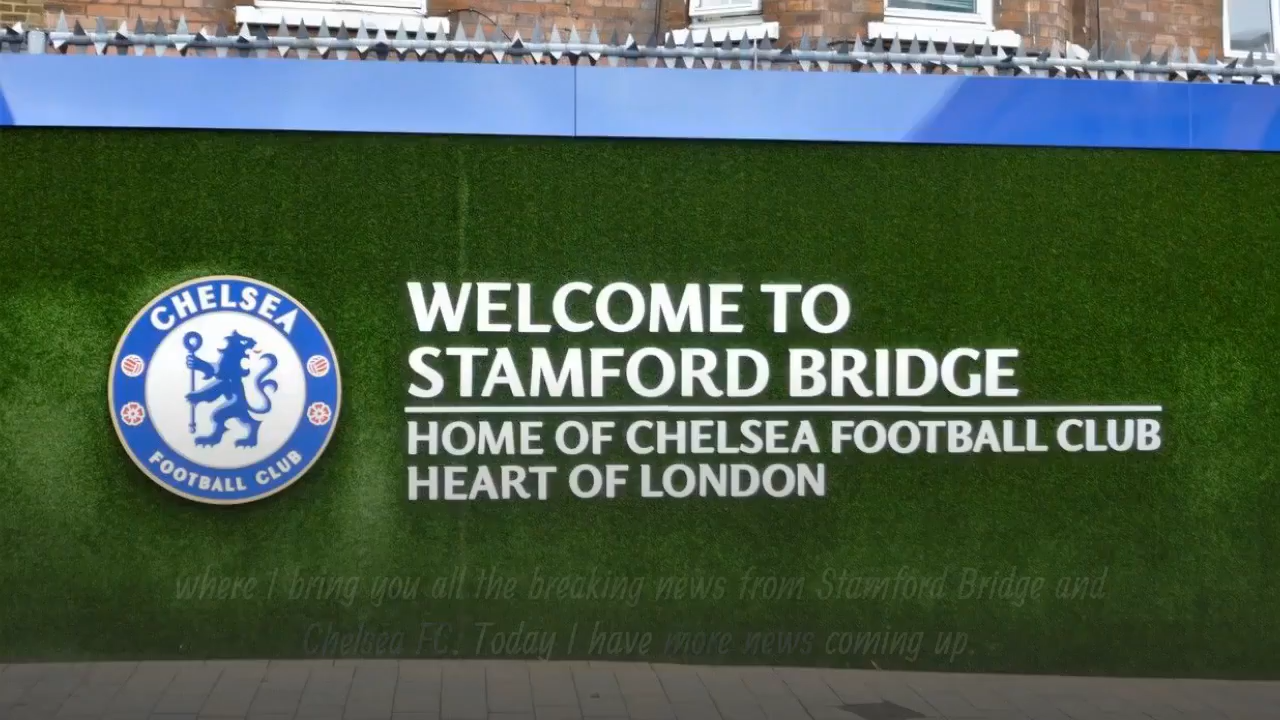 CHELSEA
FOOTBALL CLUB
WELCOME TO
STAMFORD BRIDGE
HOME OF CHELSEA FOOTBALL CLUB
HEART OF LONDON
where I bring you all the breaking news from Stamford Bridge and
Chelsea FC. Today I have more news coming up.